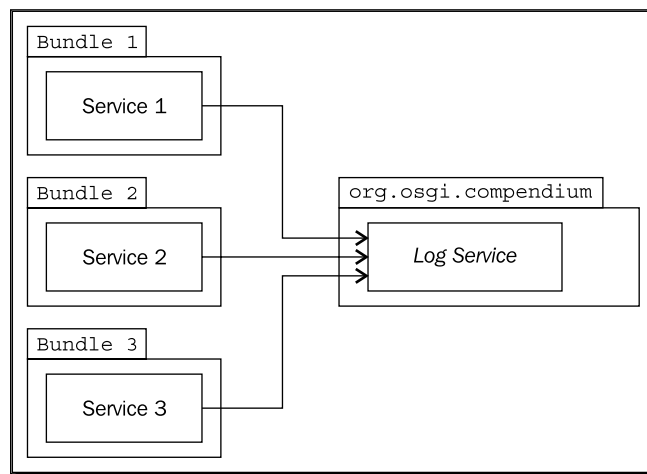 Bundle 1
Service 1
Bundle 2
Service 2
org.osgi.compendium
Log Service
Bundle 3
Service 3